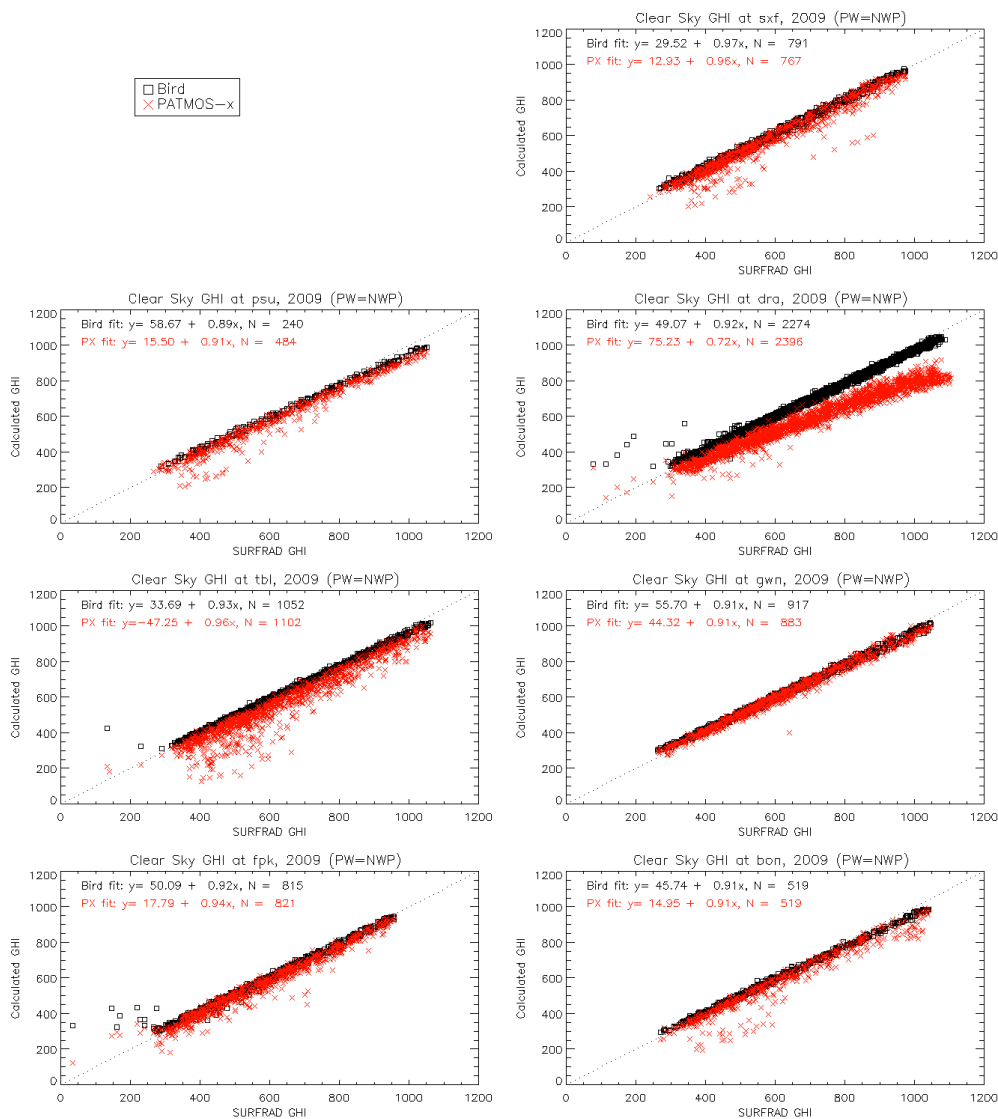 Clear Sky GHI at sxf, 2009 (PW=NWP)
Bird fit: y= 29.52 + 0.97x, N = 791
PX fit: y= 12.93 + 0.96x, N = 767
Bird
PATMOS-x
1200
1000
800
600
400
200
0
Calculated GHI
0 200 400 600 800 1000 1200
SURFRAD GHI
Clear Sky GHI at psu, 2009 (PW=NWP)
Bird fit: y= 58.67 + 0.89x, N = 240
PX fit: y= 15.50 + 0.91x, N = 484
1200
1000
800
600
400
200
0
Calculated GHI
0 200 400 600 800 1000 1200
SURFRAD GHI
Clear Sky GHI at dra, 2009 (PW=NWP)
Bird fit: y= 49.07 + 0.92x, N = 2274
PX fit: y= 75.23 + 0.72x, N = 2396
1200
1000
800
600
400
200
0
Calculated GHI
0 200 400 600 800 1000 1200
SURFRAD GHI
Clear Sky GHI at tbl, 2009 (PW=NWP)
Bird fit: y= 33.69 + 0.93x, N = 1052
PX fit: y=-47.25 + 0.96x, N = 1102
1200
1000
800
600
400
200
0
Calculated GHI
0 200 400 600 800 1000 1200
SURFRAD GHI
Clear Sky GHI at gwn, 2009 (PW=NWP)
Bird fit: y= 55.70 + 0.91x, N = 917
PX fit: y= 44.32 + 0.91x, N = 883
1200
1000
800
600
400
200
0
Calculated GHI
0 200 400 600 800 1000 1200
SURFRAD GHI
Clear Sky GHI at fpk, 2009 (PW=NWP)
Bird fit: y= 50.09 + 0.92x, N = 815
PX fit: y= 17.79 + 0.94x, N = 821
1200
1000
800
600
400
200
0
Calculated GHI
0 200 400 600 800 1000 1200
SURFRAD GHI
Clear Sky GHI at bon, 2009 (PW=NWP)
Bird fit: y= 45.74 + 0.91x, N = 519
PX fit: y= 14.95 + 0.91x, N = 519
1200
1000
800
600
400
200
0
Calculated GHI
0 200 400 600 800 1000 1200
SURFRAD GHI